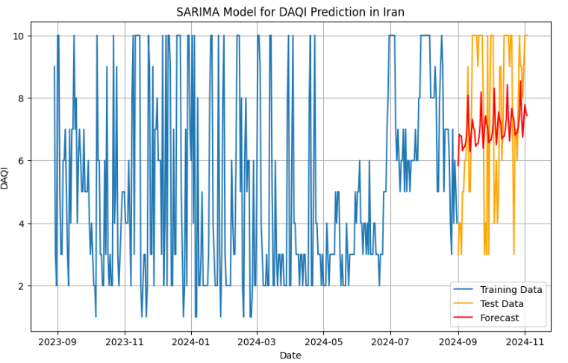 SARIMA Model for DAQI Prediction in Iran
10
8
6
4
2
DAQI
2023-09 2023-11 2024-01 2024-03 2024-05 2024-07 2024-09 2024-11
Date
Training Data
Test Data
Forecast